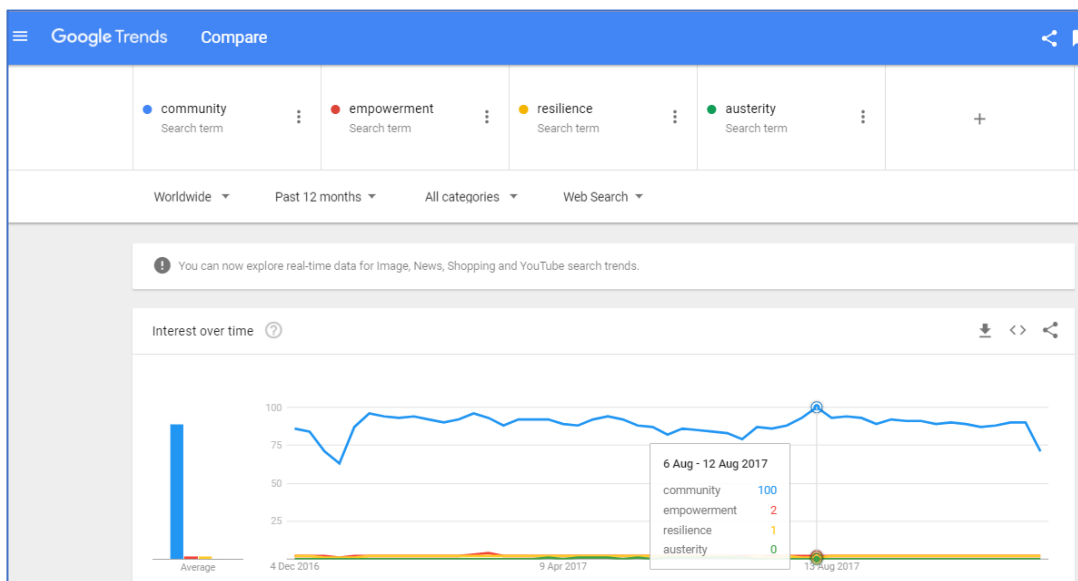 Google Trends Compare
community empowerment resilience austerity
Search term Search term Search term Search term
+
Worldwide Past 12 months All categories Web Search
You can now explore real-time data for Image, News, Shopping and YouTube search trends.
Interest over time ?
100
75
50
25
6 Aug - 12 Aug 2017
community 100
empowerment 2
resilience 1
austerity 0
Average 4 Dec 2016 9 Apr 2017 13 Aug 2017